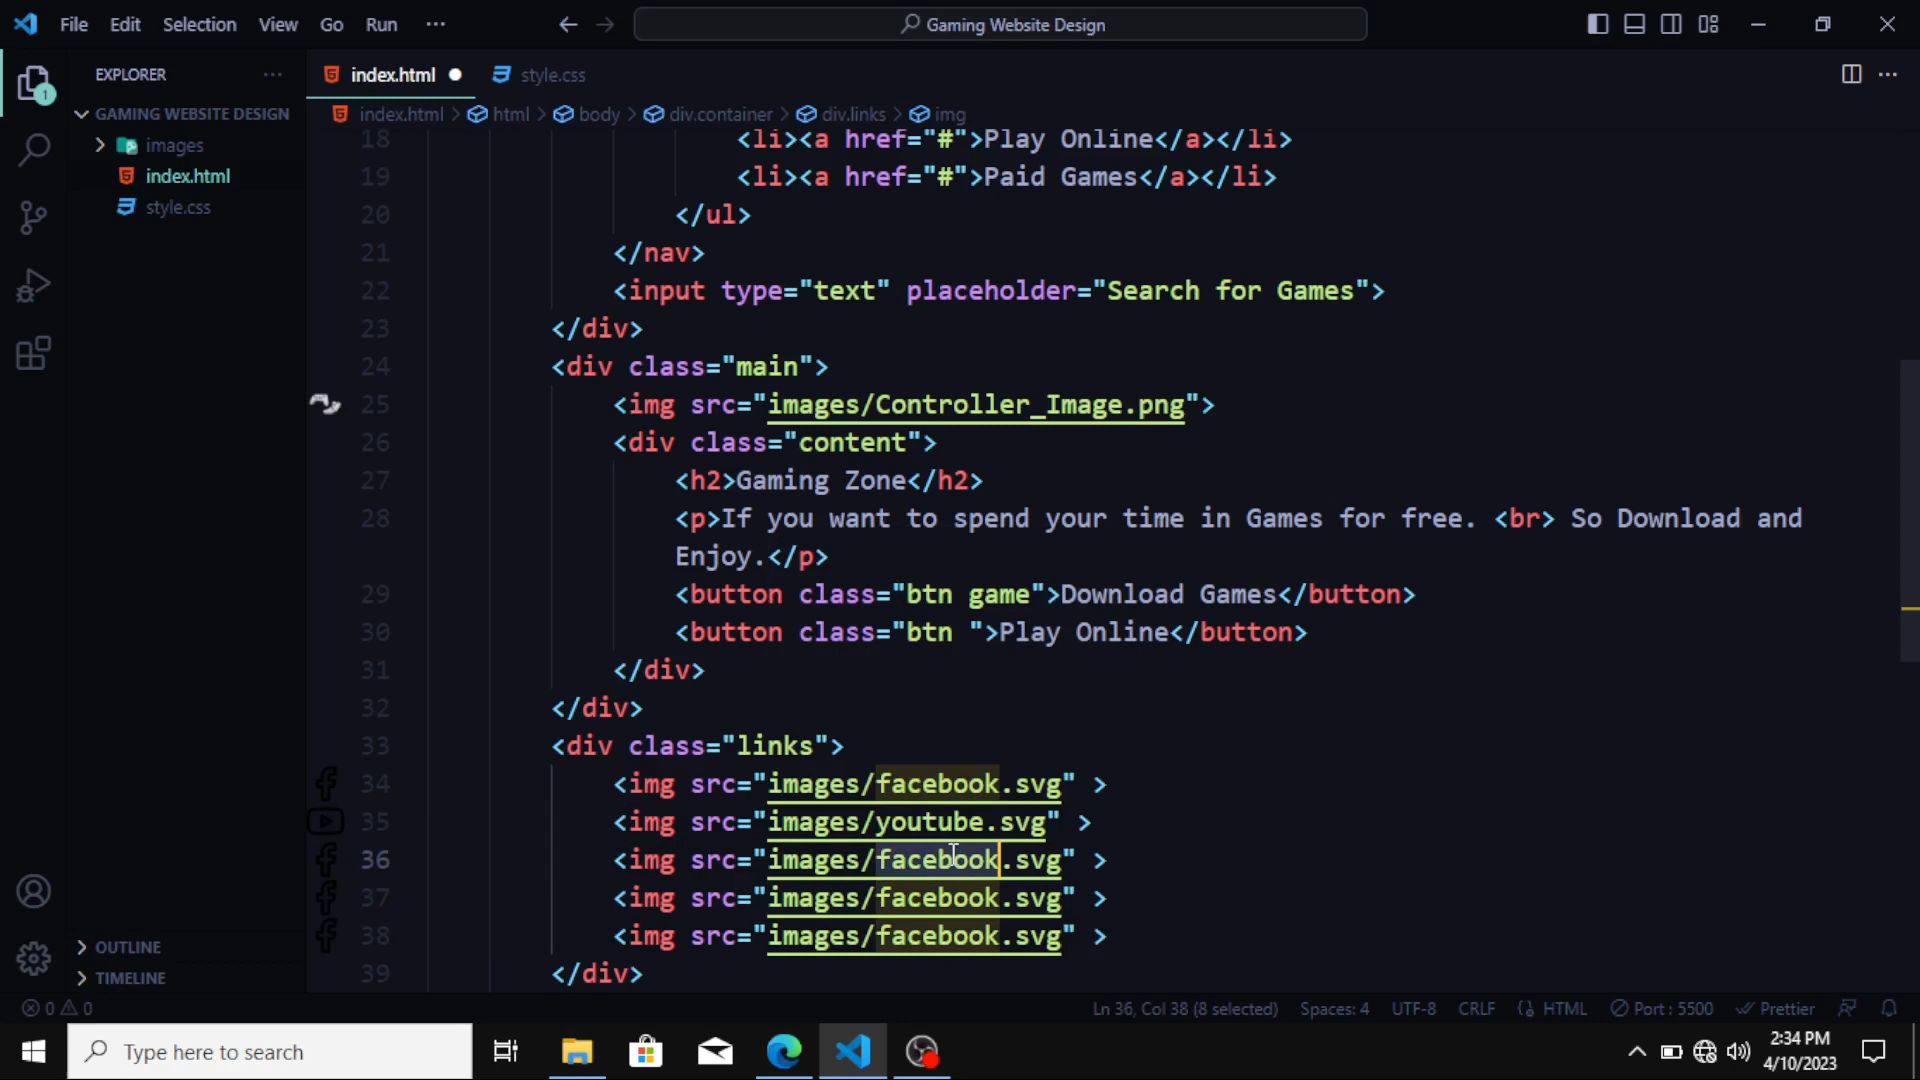 File Edit Selection View Go Run ··· Gaming Website Design
EXPLORER ···
index.html
style.css
GAMING WEBSITE DESIGN
index.html > html > body > div.container > div.links > img
images
index.html
style.css
18 <li><a href="#">Play Online</a></li>
19 <li><a href="#">Paid Games</a></li>
20 </ul>
21 </nav>
22 <input type="text" placeholder="Search for Games">
23 </div>
24 <div class="main">
25 <img src="images/Controller_Image.png">
26 <div class="content">
27 <h2>Gaming Zone</h2>
28 <p>If you want to spend your time in Games for free. <br> So Download and
Enjoy.</p>
29 <button class="btn game">Download Games</button>
30 <button class="btn ">Play Online</button>
31 </div>
32 </div>
33 <div class="links">
34 <img src="images/facebook.svg" >
35 <img src="images/youtube.svg" >
36 <img src="images/facebook.svg" >
37 <img src="images/facebook.svg" >
38 <img src="images/facebook.svg" >
39 </div>
1
OUTLINE
TIMELINE
0 0 Ln 36, Col 38 (8 selected) Spaces: 4 UTF-8 CRLF HTML Port : 5500 Prettier
Type here to search
2:34 PM
4/10/2023